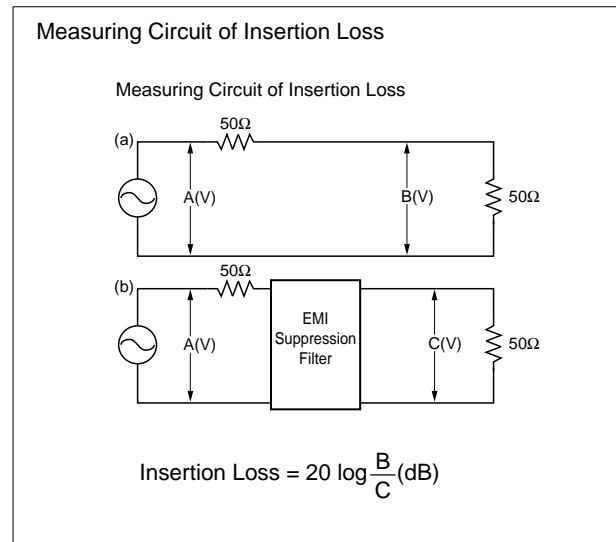 Measuring Circuit of Insertion Loss
Measuring Circuit of Insertion Loss
(a)
50Ω
A(V)
B(V)
50Ω
(b)
50Ω
A(V)
EMI
Suppression
Filter
C(V)
50Ω
Insertion Loss = 20 log B/C (dB)